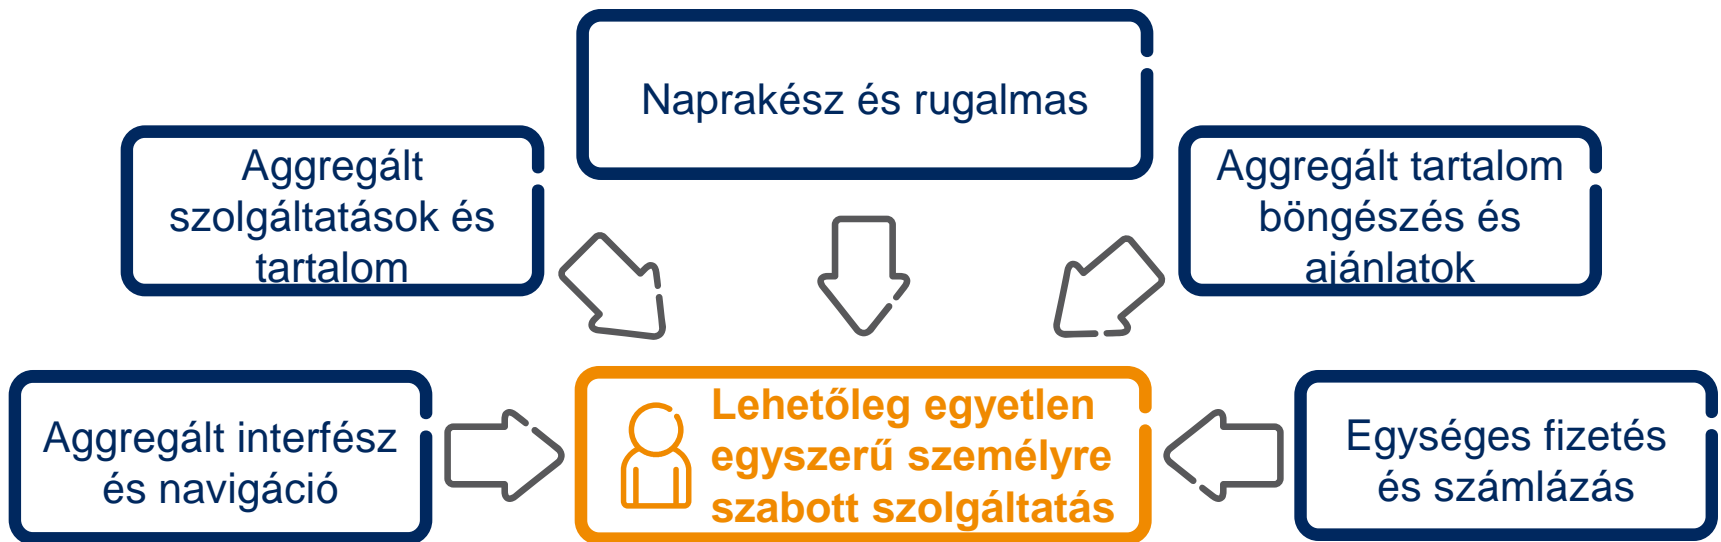 Naprakész és rugalmas
Aggregált
szolgáltatások és
tartalom
Aggregált tartalom
böngészés és
ajánlatok
Aggregált interfész
és navigáció
Lehetőleg egyetlen
egyszerű személyre
szabott szolgáltatás
Egységes fizetés
és számlázás